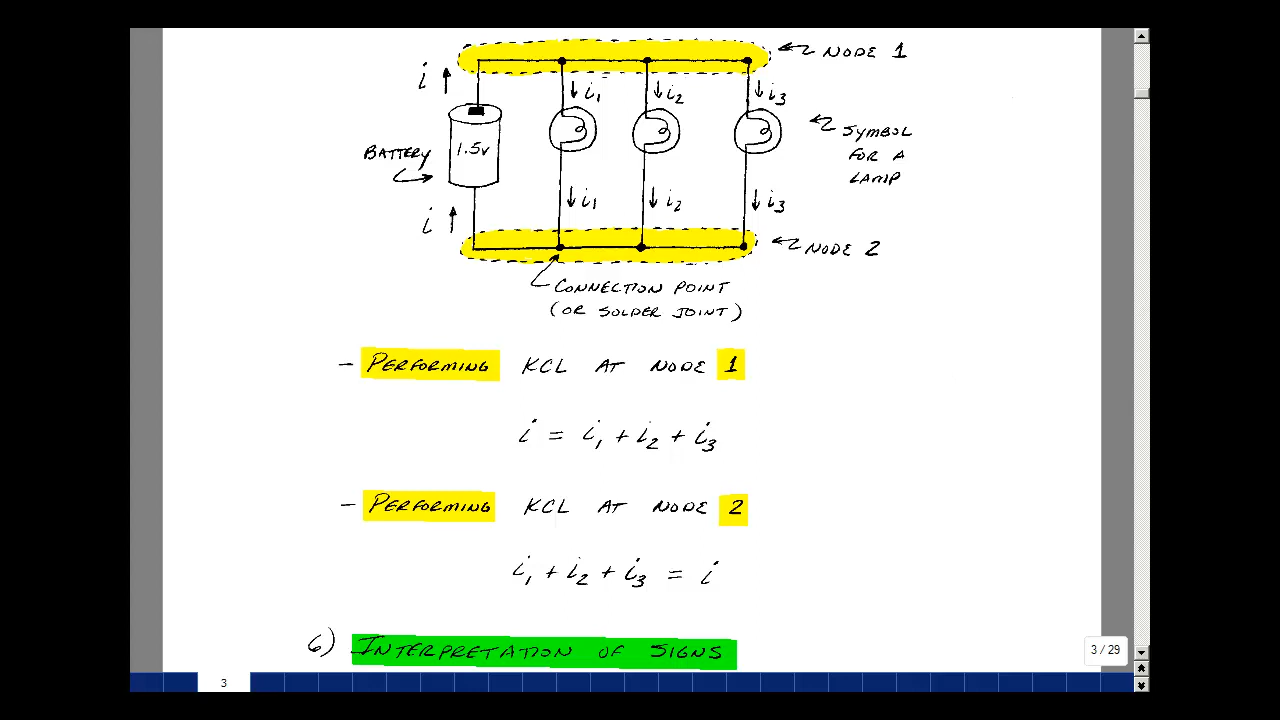 ← NODE 1
i ↑ ↓ i₁ ↓ i₂ ↓ i₃
BATTERY
1.5V
← SYMBOL
FOR A
LAMP
i ↑ ↓ i₁ ↓ i₂ ↓ i₃
← NODE 2
CONNECTION POINT
(OR SOLDER JOINT)
- PERFORMING KCL AT NODE 1
i = i₁ + i₂ + i₃
- PERFORMING KCL AT NODE 2
i₁ + i₂ + i₃ = i
6) INTERPRETATION OF SIGNS
3 / 29
3